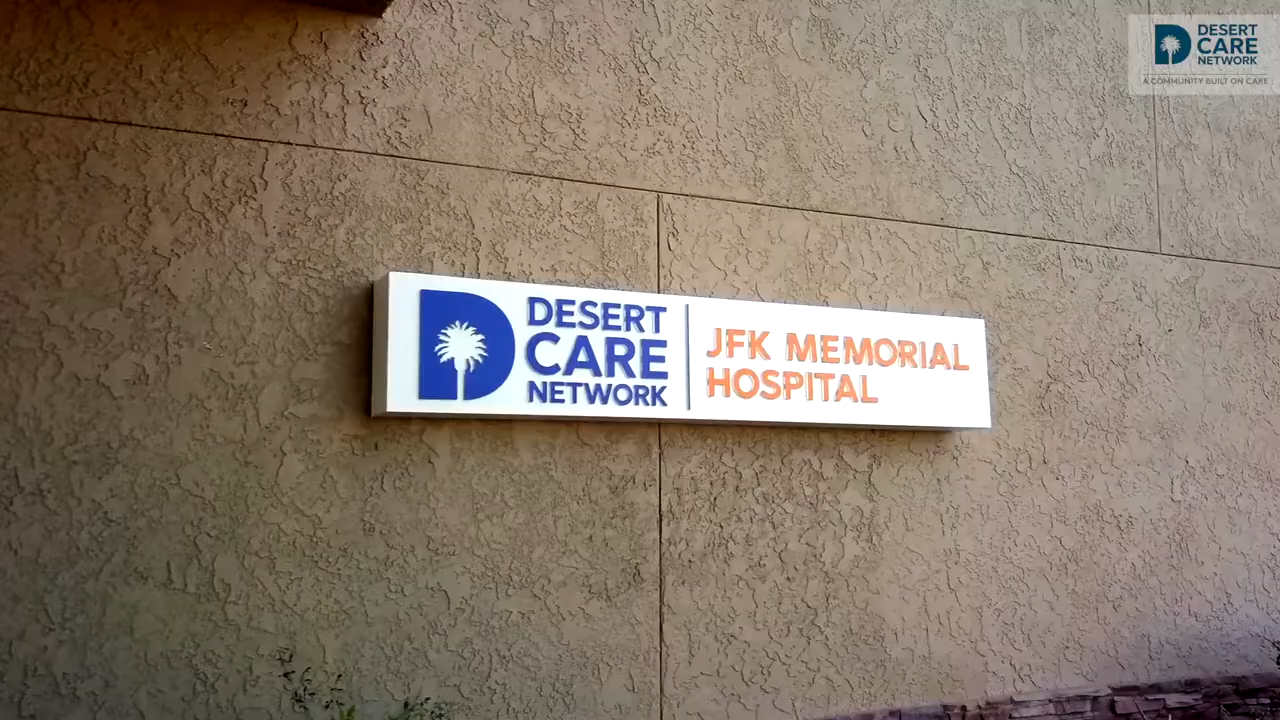 DESERT
CARE
NETWORK
A COMMUNITY BUILT ON CARE
DESERT
CARE
NETWORK
JFK MEMORIAL
HOSPITAL